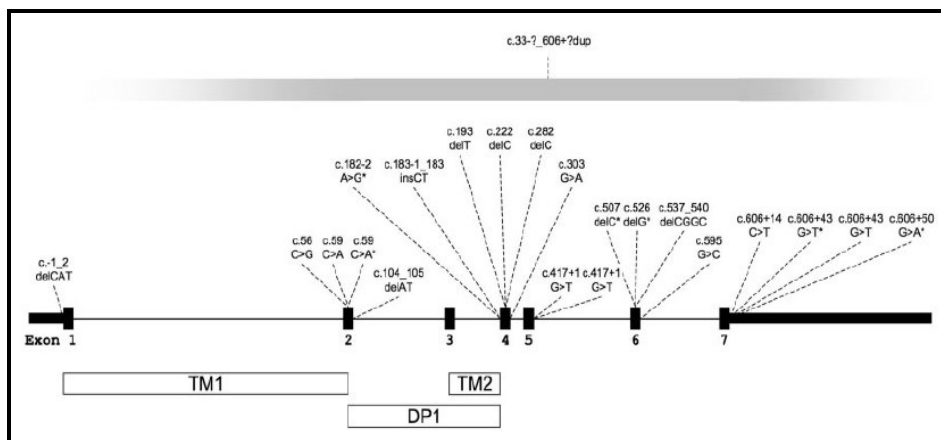 c.33-?_606+?dup
c.193
delT
c.222
delC
c.282
delC
c.182-2
A>G*
c.183-1_183
insCT
c.303
G>A
c.507
delC*
c.526
delG*
c.537_540
delCGGC
c.595
G>C
c.606+14
C>T
c.606+43
G>T*
c.606+43
G>T
c.606+50
G>A*
c.56
C>G
c.59
C>A
c.59
C>A*
c.-1_2
delCAT
c.104_105
delAT
c.417+1
G>T
c.417+1
G>T
Exon 1 2 3 4 5 6 7
TM1
TM2
DP1